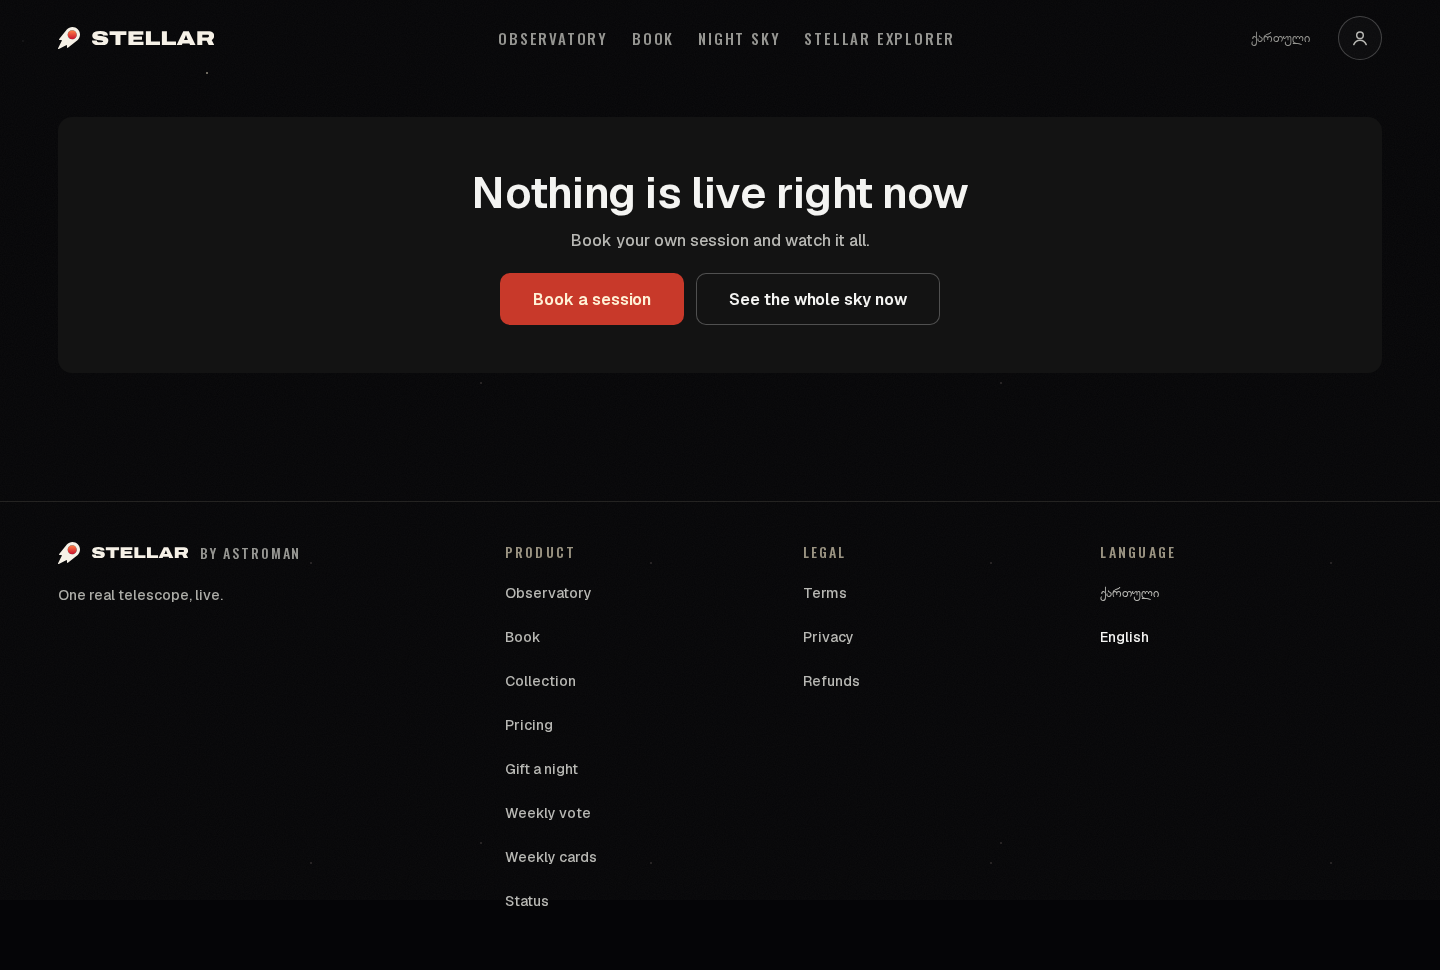 STELLAR
OBSERVATORY BOOK NIGHT SKY STELLAR EXPLORER
ქართული
Nothing is live right now
Book your own session and watch it all.
Book a session
See the whole sky now
STELLAR BY ASTROMAN
One real telescope, live.
PRODUCT
Observatory
Book
Collection
Pricing
Gift a night
Weekly vote
Weekly cards
Status
LEGAL
Terms
Privacy
Refunds
LANGUAGE
ქართული
English